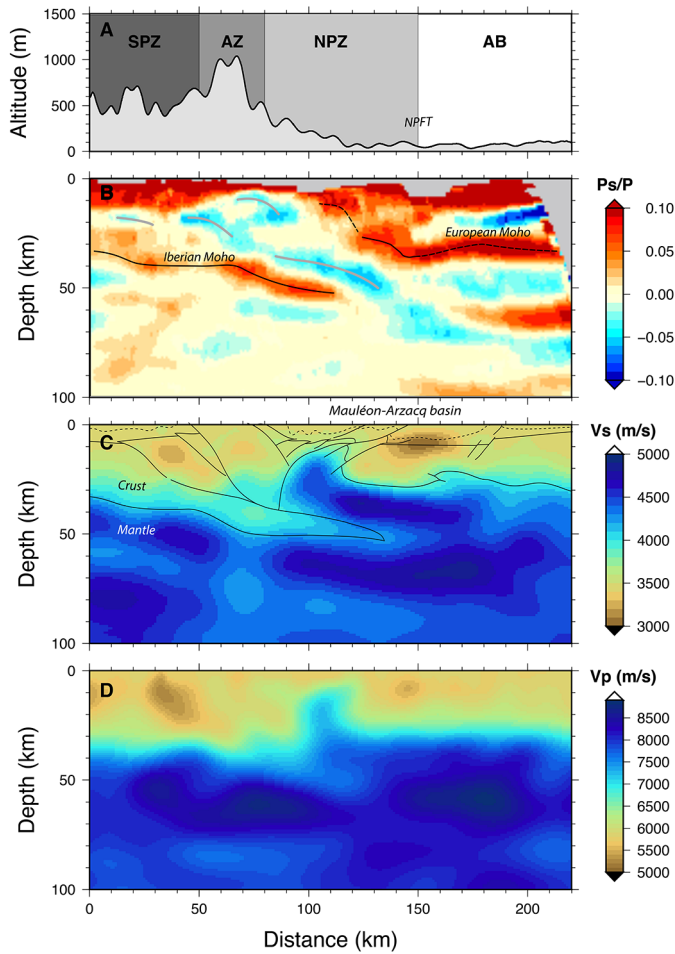 A
SPZ
AZ
NPZ
AB
NPFT
Altitude (m)
1500
1000
500
0
B
Iberian Moho
European Moho
Depth (km)
0
50
100
Ps/P
0.10
0.05
0.00
−0.05
−0.10
Mauléon-Arzacq basin
C
Crust
Mantle
Depth (km)
0
50
100
Vs (m/s)
5000
4500
4000
3500
3000
D
Depth (km)
0
50
100
Vp (m/s)
8500
8000
7500
7000
6500
6000
5500
5000
0
50
100
150
200
Distance (km)